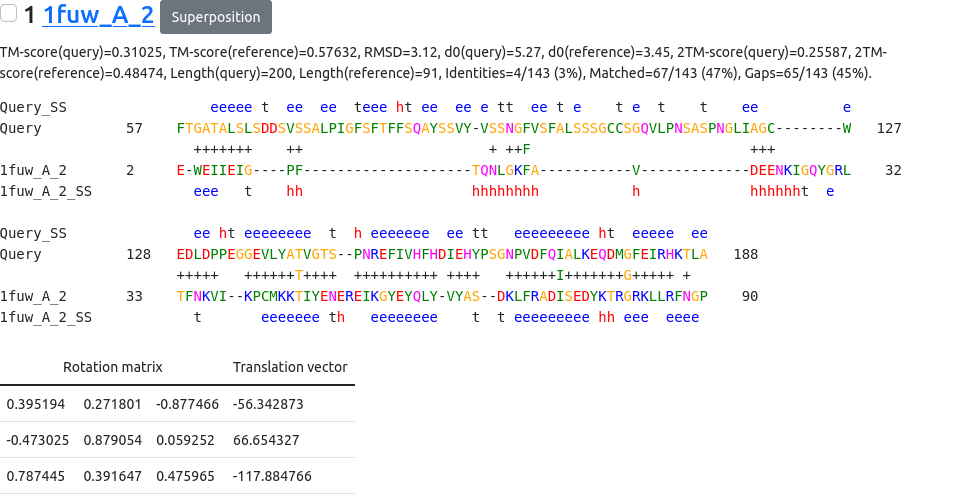 1 1fuw_A_2 Superposition
TM-score(query)=0.31025, TM-score(reference)=0.57632, RMSD=3.12, d0(query)=5.27, d0(reference)=3.45, 2TM-score(query)=0.25587, 2TM-
score(reference)=0.48474, Length(query)=200, Length(reference)=91, Identities=4/143 (3%), Matched=67/143 (47%), Gaps=65/143 (45%).
Query_SS eeeee t ee ee teee ht ee ee e tt ee t e t e t t ee e
Query 57 FTGATALSLSDDSVSSALPIGFSFTFFSQAYSSVY-VSSNGFVSFALSSSGCCSGQVLPNSASPNGLIAGC--------W 127
+++++++ ++ + ++F +++
1fuw_A_2 2 E-WEIIEIG----PF--------------------TQNLGKFA-----------V-------------DEENKIGQYGRL 32
1fuw_A_2_SS eee t hh hhhhhhhh h hhhhhht e
Query_SS ee ht eeeeeeee t h eeeeeee ee tt eeeeeeeee ht eeeee ee
Query 128 EDLDPPEGGEVLYATVGTS--PNREFIVHFHDIEHYPSGNPVDFQIALKEQDMGFEIRHKTLA 188
+++++ ++++++T++++ ++++++++++ ++++ ++++++I+++++++G+++++ +
1fuw_A_2 33 TFNKVI--KPCMKKTIYENEREIKGYEYQLY-VYAS--DKLFRADISEDYKTRGRKLLRFNGP 90
1fuw_A_2_SS t eeeeeee th eeeeeeee t t eeeeeeeee hh eee eeee
Rotation matrix Translation vector
0.395194 0.271801 -0.877466 -56.342873
-0.473025 0.879054 0.059252 66.654327
0.787445 0.391647 0.475965 -117.884766